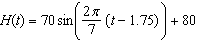 H(t) = 70 sin(2π/7 (t – 1.75)) + 80